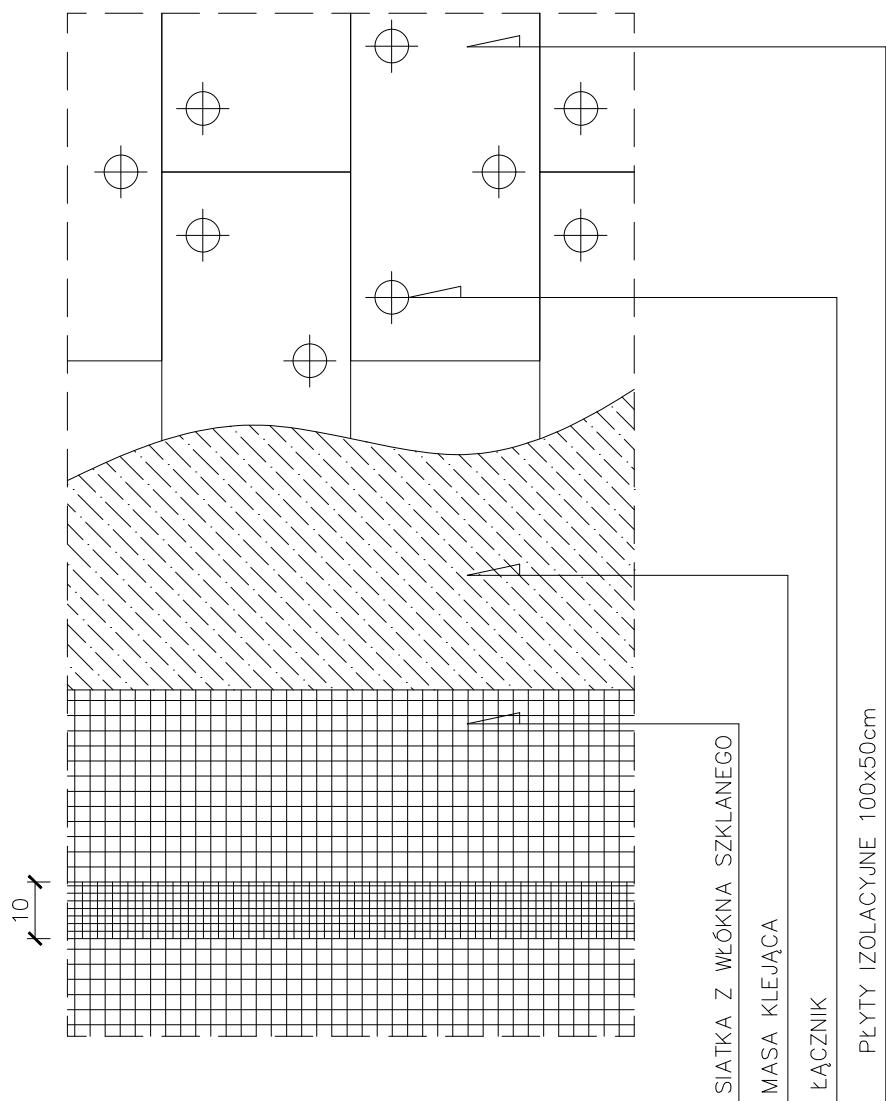 10
SIATKA Z WŁÓKNA SZKLANEGO
MASA KLEJĄCA
ŁĄCZNIK
PŁYTY IZOLACYJNE 100x50cm